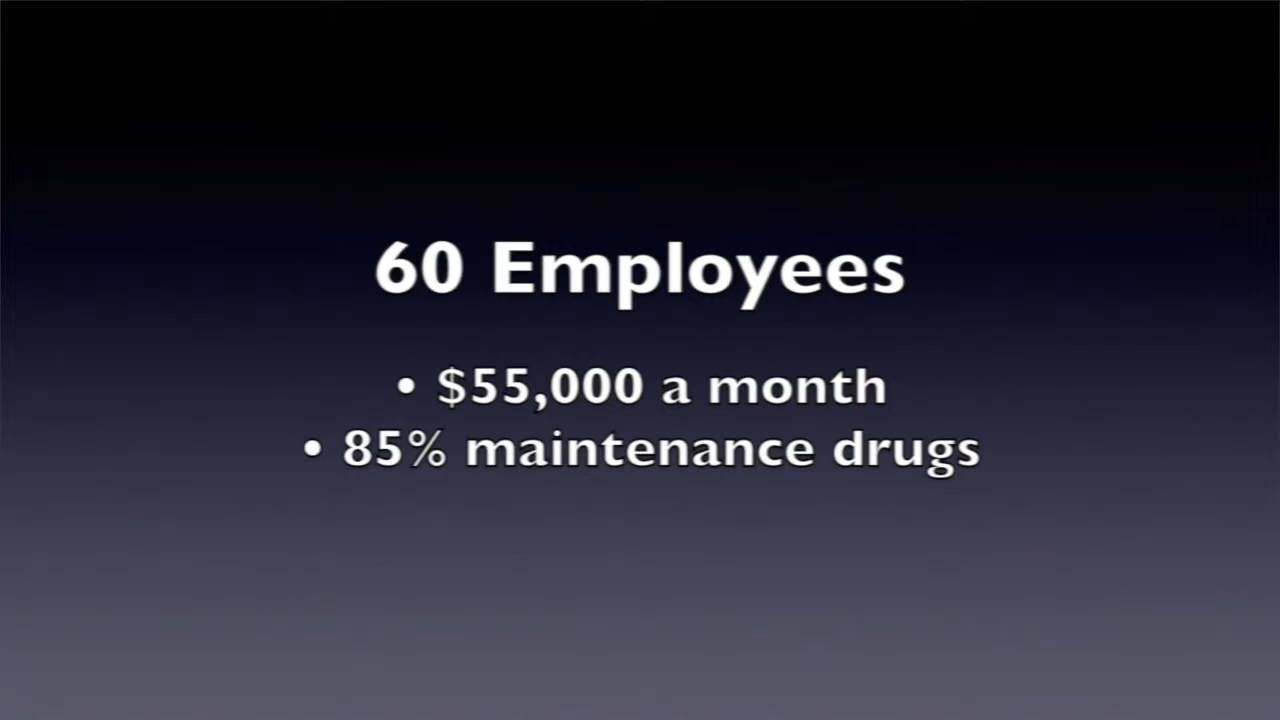 60 Employees
• $55,000 a month
• 85% maintenance drugs